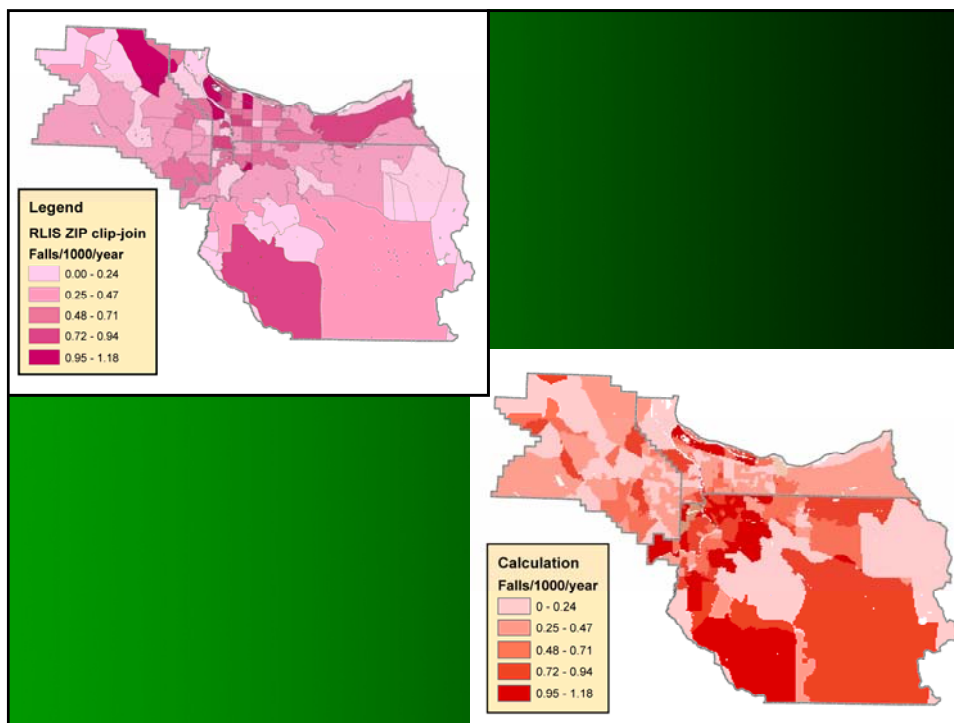 Legend
RLIS ZIP clip-join
Falls/1000/year
0.00 - 0.24
0.25 - 0.47
0.48 - 0.71
0.72 - 0.94
0.95 - 1.18
Calculation
Falls/1000/year
0 - 0.24
0.25 - 0.47
0.48 - 0.71
0.72 - 0.94
0.95 - 1.18